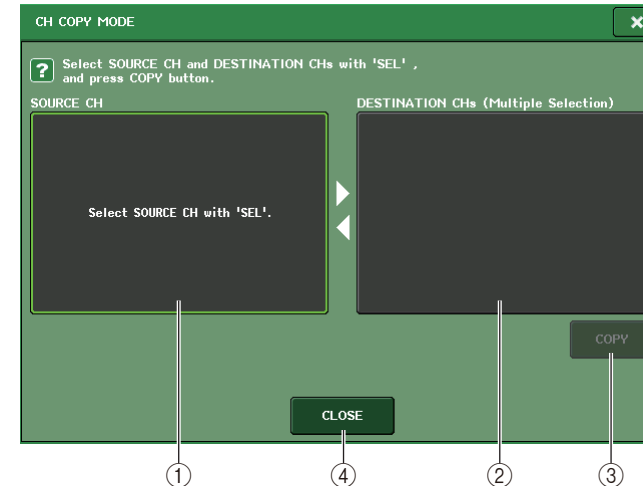 CH COPY MODE
?
Select SOURCE CH and DESTINATION CHs with 'SEL' ,
and press COPY button.
SOURCE CH
DESTINATION CHs (Multiple Selection)
Select SOURCE CH with 'SEL'.
COPY
CLOSE
① ④ ② ③